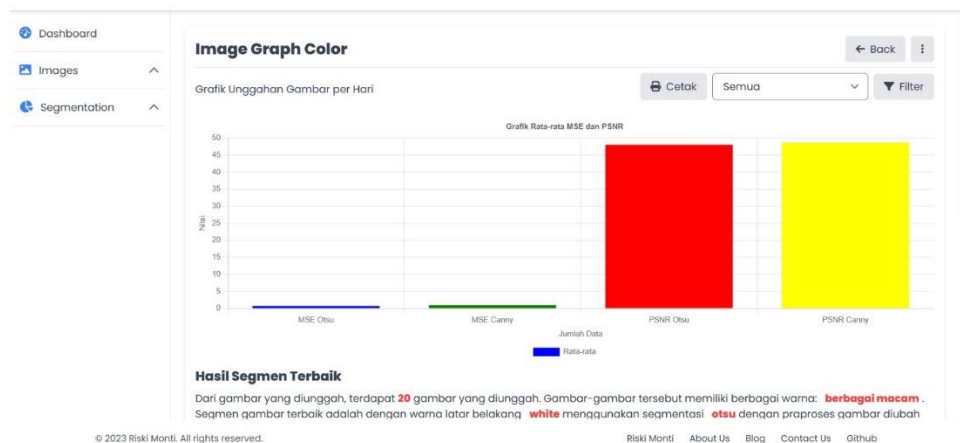 Dashboard
Images
Segmentation
Image Graph Color
← Back
Grafik Unggahan Gambar per Hari
Cetak
Semua
Filter
Grafik Rata-rata MSE dan PSNR
50
45
40
35
30
25
20
15
10
5
0
Nilai
MSE Otsu
MSE Canny
PSNR Otsu
PSNR Canny
Jumlah Data
Rata-rata
Hasil Segmen Terbaik
Dari gambar yang diunggah, terdapat 20 gambar yang diunggah. Gambar-gambar tersebut memiliki berbagai warna: berbagai macam .
Segmen gambar terbaik adalah dengan warna latar belakang white menggunakan segmentasi otsu dengan praproses gambar diubah
© 2023 Riski Monti. All rights reserved.
Riski Monti About Us Blog Contact Us Github